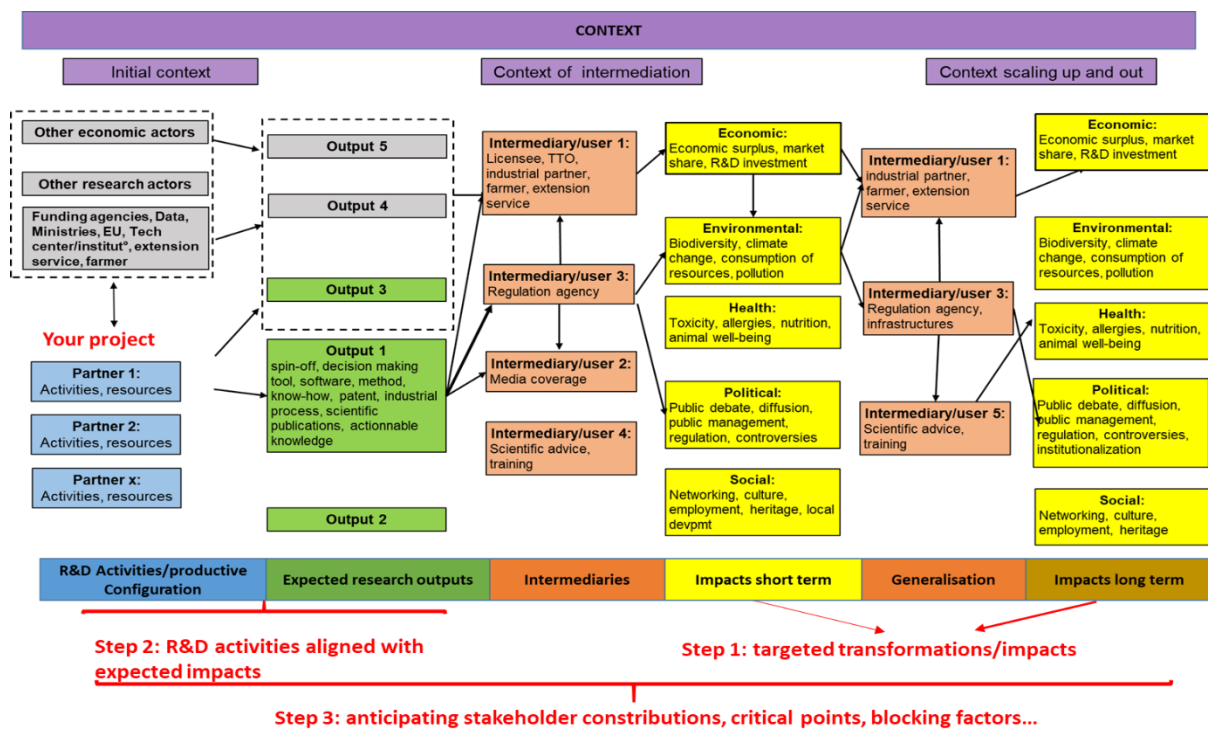 CONTEXT
Initial context
Context of intermediation
Context scaling up and out
Other economic actors
Other research actors
Funding agencies, Data,
Ministries, EU, Tech
center/institut°, extension
service, farmer
Your project
Partner 1:
Activities, resources
Partner 2:
Activities, resources
Partner x:
Activities, resources
Output 5
Output 4
Output 3
Output 1
spin-off, decision making
tool, software, method,
know-how, patent, industrial
process, scientific
publications, actionnable
knowledge
Output 2
Intermediary/user 1:
Licensee, TTO,
industrial partner,
farmer, extension
service
Intermediary/user 3:
Regulation agency
Intermediary/user 2:
Media coverage
Intermediary/user 4:
Scientific advice,
training
Economic:
Economic surplus, market
share, R&D investment
Environmental:
Biodiversity, climate
change, consumption of
resources, pollution
Health:
Toxicity, allergies, nutrition,
animal well-being
Political:
Public debate, diffusion,
public management,
regulation, controversies
Social:
Networking, culture,
employment, heritage, local
devpmt
Intermediary/user 1:
industrial partner,
farmer, extension
service
Intermediary/user 3:
Regulation agency,
infrastructures
Intermediary/user 5:
Scientific advice,
training
Economic:
Economic surplus, market
share, R&D investment
Environmental:
Biodiversity, climate
change, consumption of
resources, pollution
Health:
Toxicity, allergies, nutrition,
animal well-being
Political:
Public debate, diffusion,
public management,
regulation, controversies,
institutionalization
Social:
Networking, culture,
employment, heritage
R&D Activities/productive
Configuration
Expected research outputs
Intermediaries
Impacts short term
Generalisation
Impacts long term
Step 2: R&D activities aligned with
expected impacts
Step 1: targeted transformations/impacts
Step 3: anticipating stakeholder constributions, critical points, blocking factors...